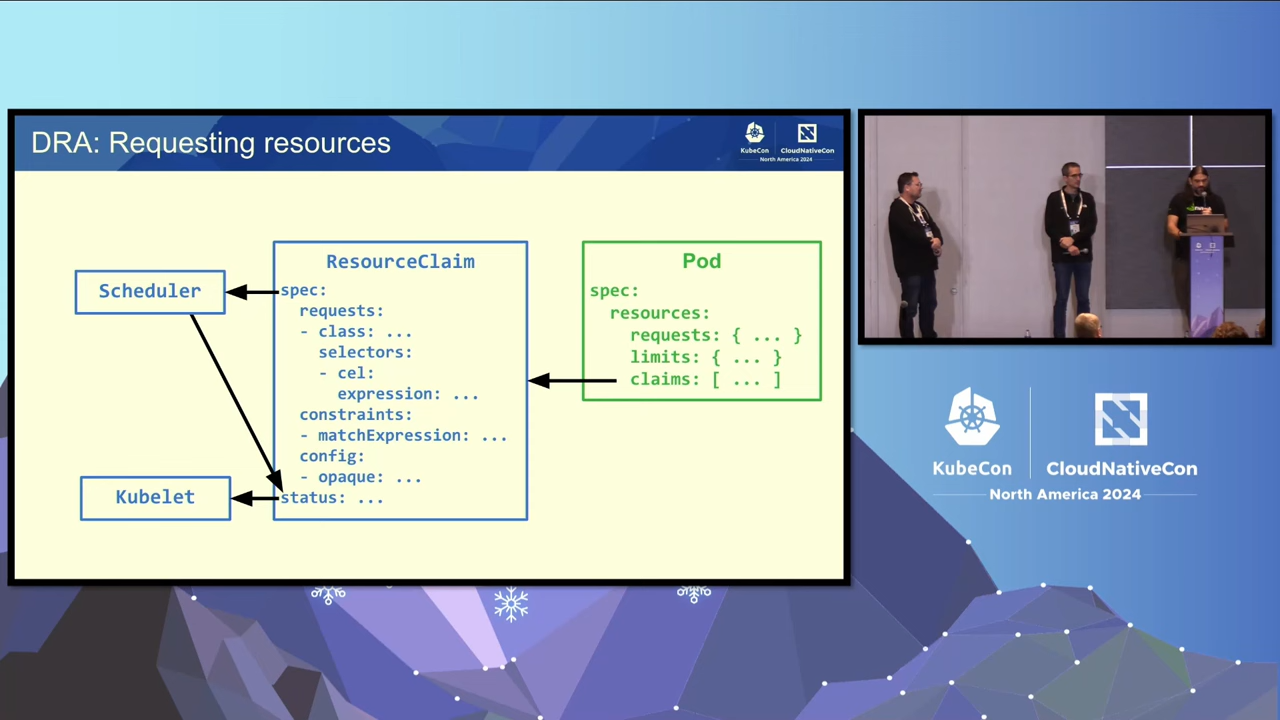 DRA: Requesting resources
KubeCon
CloudNativeCon
North America 2024
Scheduler
Kubelet
ResourceClaim
spec:
requests:
- class: ...
selectors:
- cel:
expression: ...
constraints:
- matchExpression: ...
config:
- opaque: ...
status: ...
Pod
spec:
resources:
requests: { ... }
limits: { ... }
claims: [ ... ]
KubeCon
CloudNativeCon
North America 2024